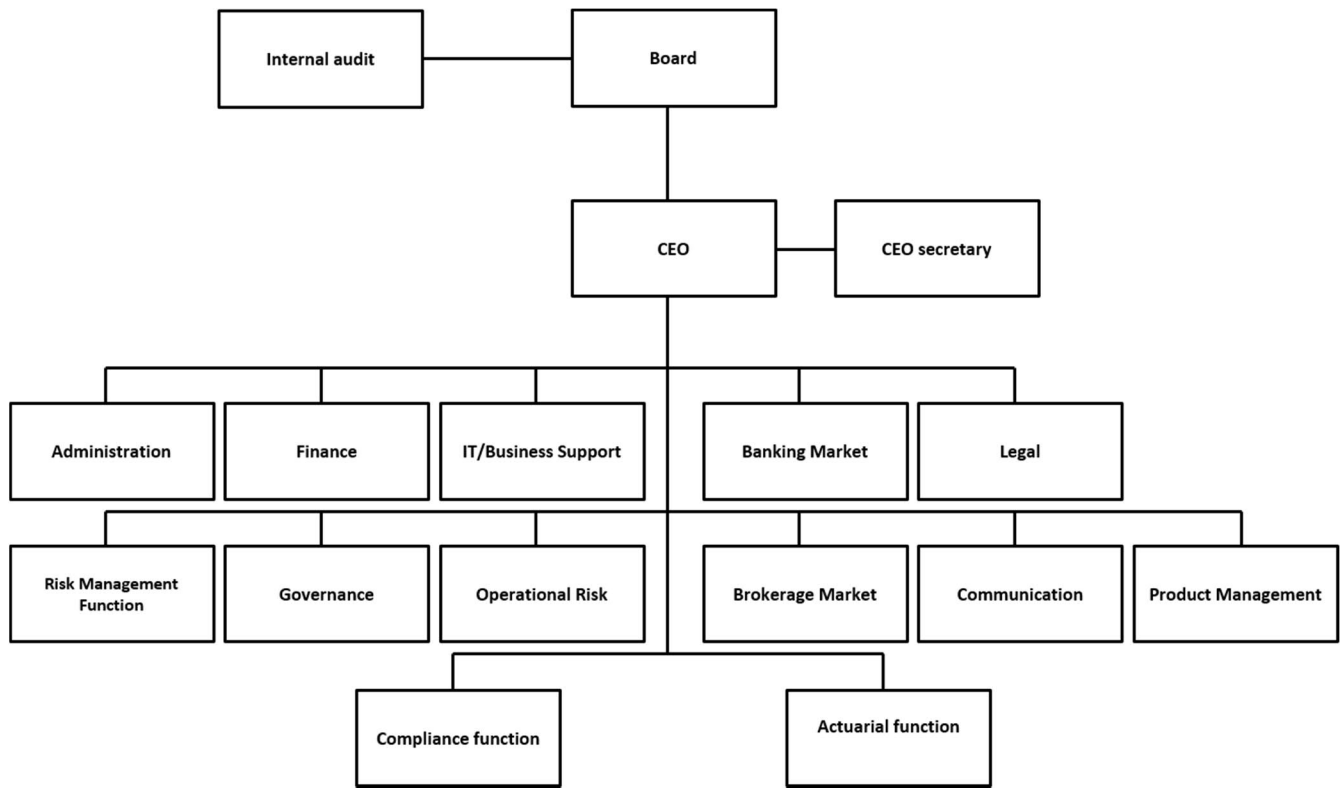 Internal audit
Board
CEO
CEO secretary
Administration
Finance
IT/Business Support
Banking Market
Legal
Risk Management
Function
Governance
Operational Risk
Brokerage Market
Communication
Product Management
Compliance function
Actuarial function